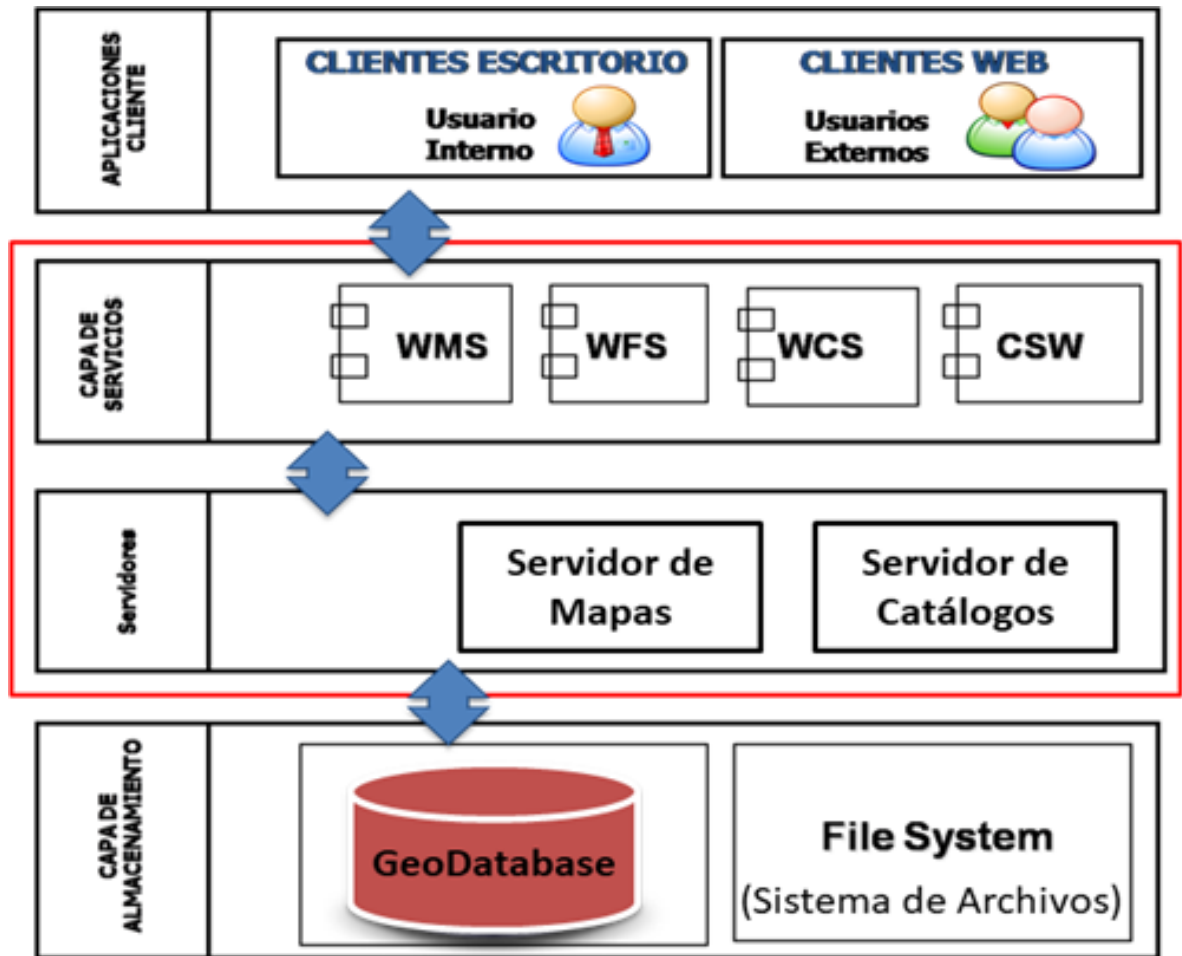 APLICACIONES
CLIENTE
CLIENTES ESCRITORIO
Usuario
Interno
CLIENTES WEB
Usuarios
Externos
CAPA DE
SERVICIOS
WMS
WFS
WCS
CSW
Servidores
Servidor de
Mapas
Servidor de
Catálogos
CAPA DE
ALMACENAMIENTO
GeoDatabase
File System
(Sistema de Archivos)